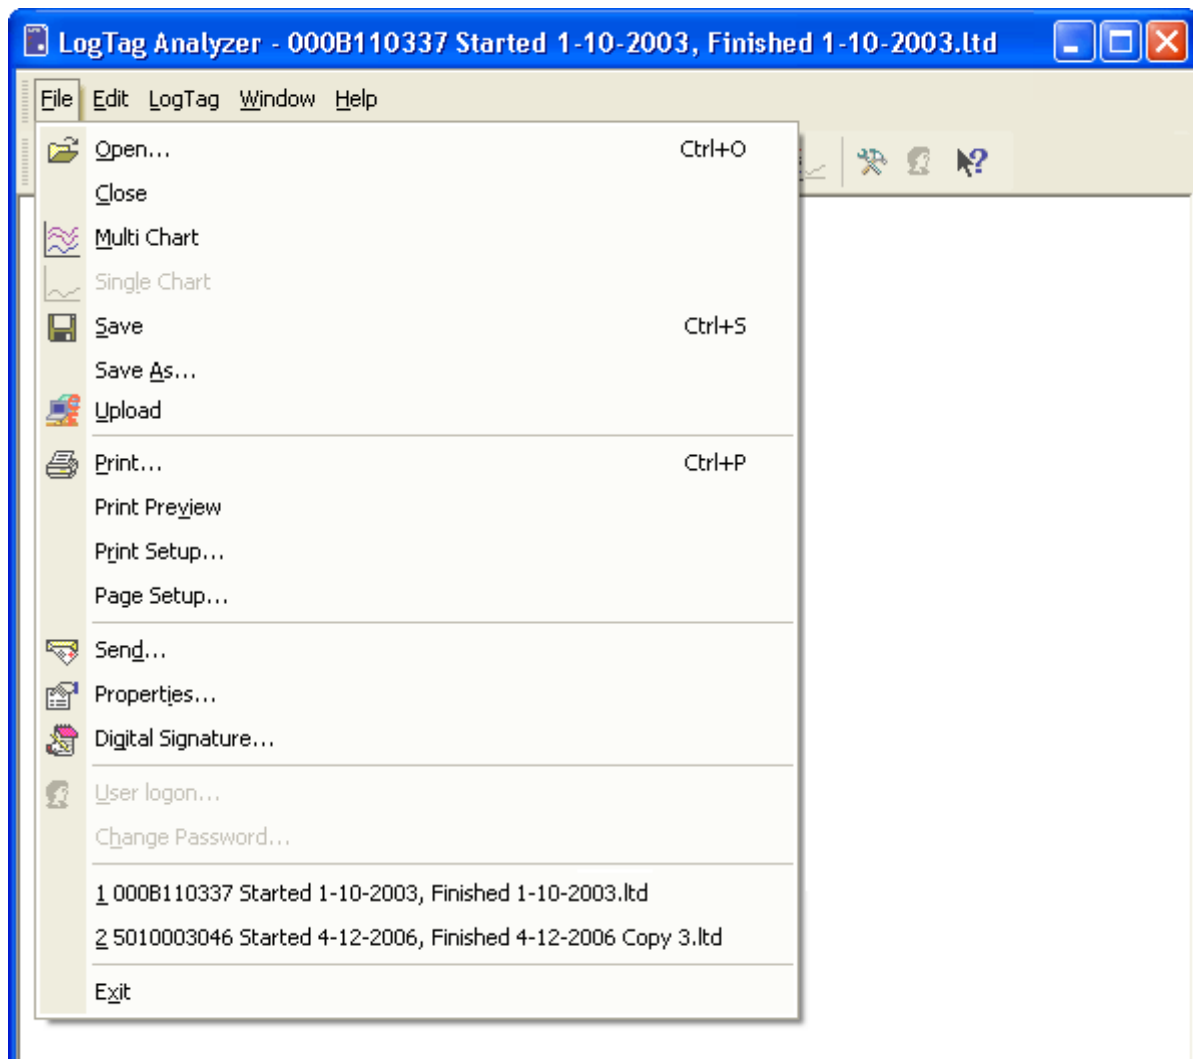 LogTag Analyzer - 000B110337 Started 1-10-2003, Finished 1-10-2003.ltd
File Edit LogTag Window Help
Open... Ctrl+O
Close
Multi Chart
Single Chart
Save Ctrl+S
Save As...
Upload
Print... Ctrl+P
Print Preview
Print Setup...
Page Setup...
Send...
Properties...
Digital Signature...
User logon...
Change Password...
1 000B110337 Started 1-10-2003, Finished 1-10-2003.ltd
2 5010003046 Started 4-12-2006, Finished 4-12-2006 Copy 3.ltd
Exit